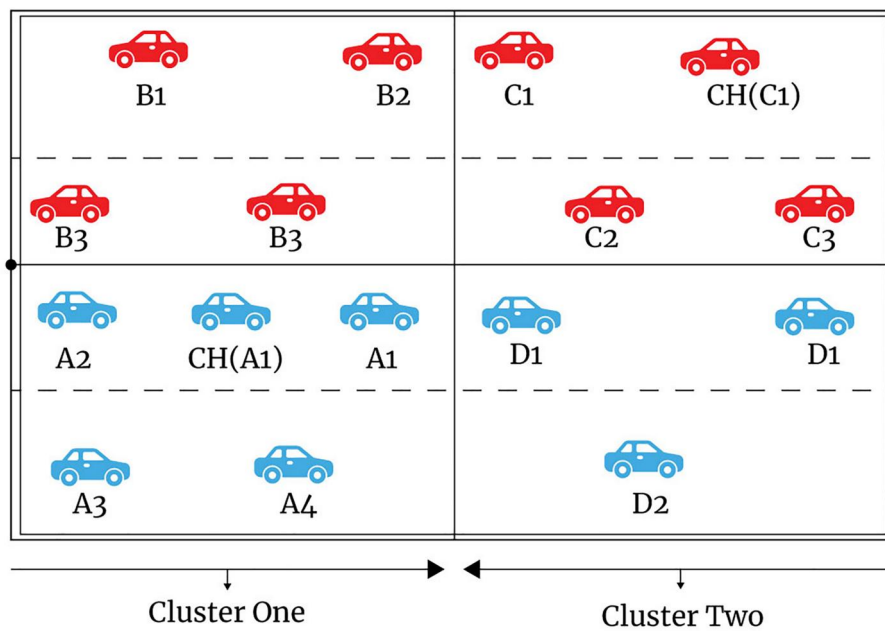 B1 B2 C1 CH(C1)
B3 B3 C2 C3
A2 CH(A1) A1 D1 D1
A3 A4 D2
Cluster One Cluster Two